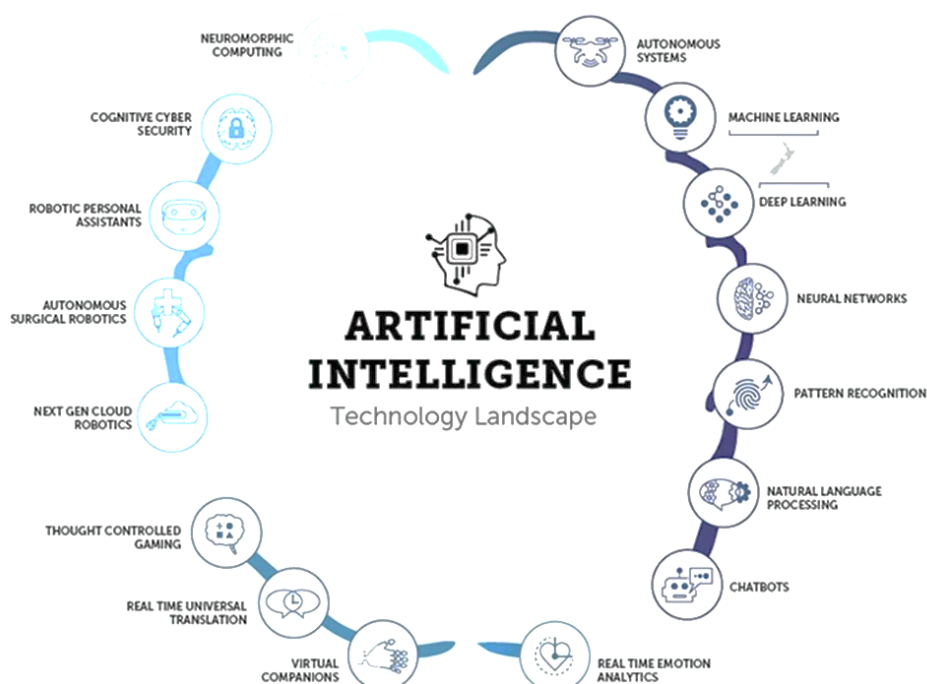 NEUROMORPHIC
COMPUTING
AUTONOMOUS
SYSTEMS
COGNITIVE CYBER
SECURITY
MACHINE LEARNING
ROBOTIC PERSONAL
ASSISTANTS
DEEP LEARNING
AUTONOMOUS
SURGICAL ROBOTICS
NEURAL NETWORKS
ARTIFICIAL
INTELLIGENCE
Technology Landscape
NEXT GEN CLOUD
ROBOTICS
PATTERN RECOGNITION
NATURAL LANGUAGE
PROCESSING
THOUGHT CONTROLLED
GAMING
CHATBOTS
REAL TIME UNIVERSAL
TRANSLATION
VIRTUAL
COMPANIONS
REAL TIME EMOTION
ANALYTICS